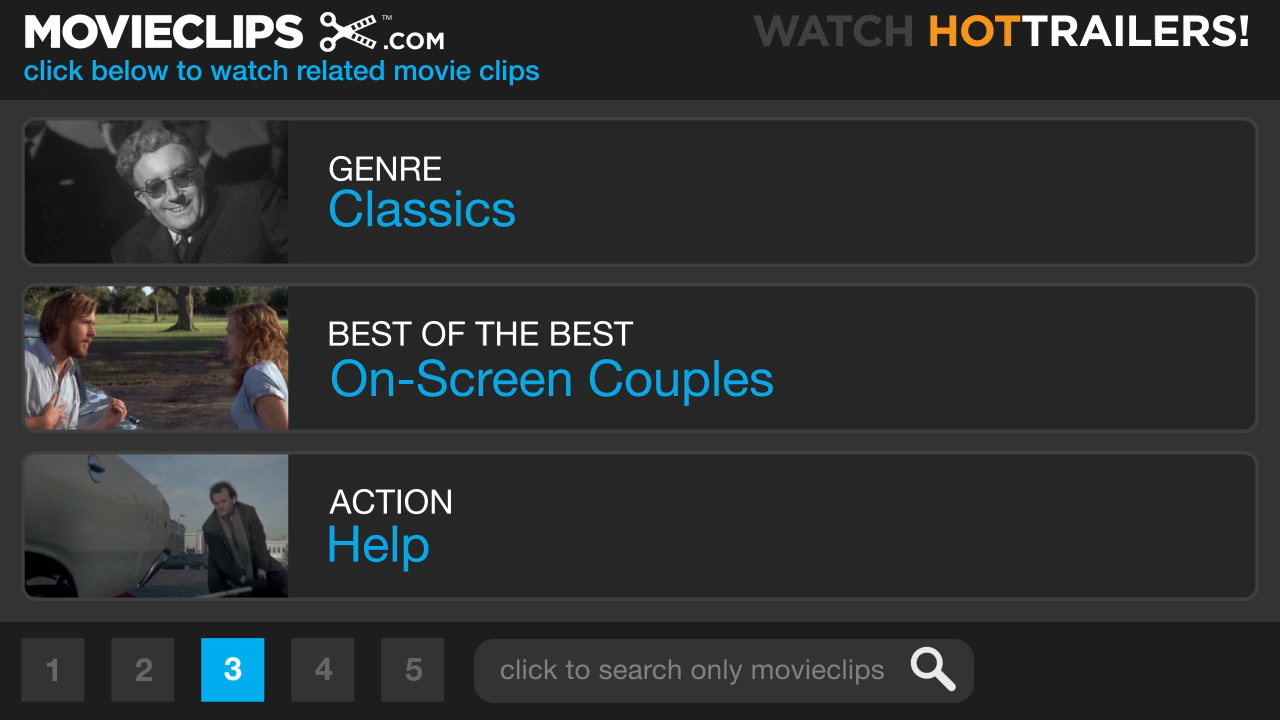 MOVIECLIPS ™ .COM
WATCH HOTTRAILERS!
click below to watch related movie clips
GENRE
Classics
BEST OF THE BEST
On-Screen Couples
ACTION
Help
1 2 3 4 5
click to search only movieclips